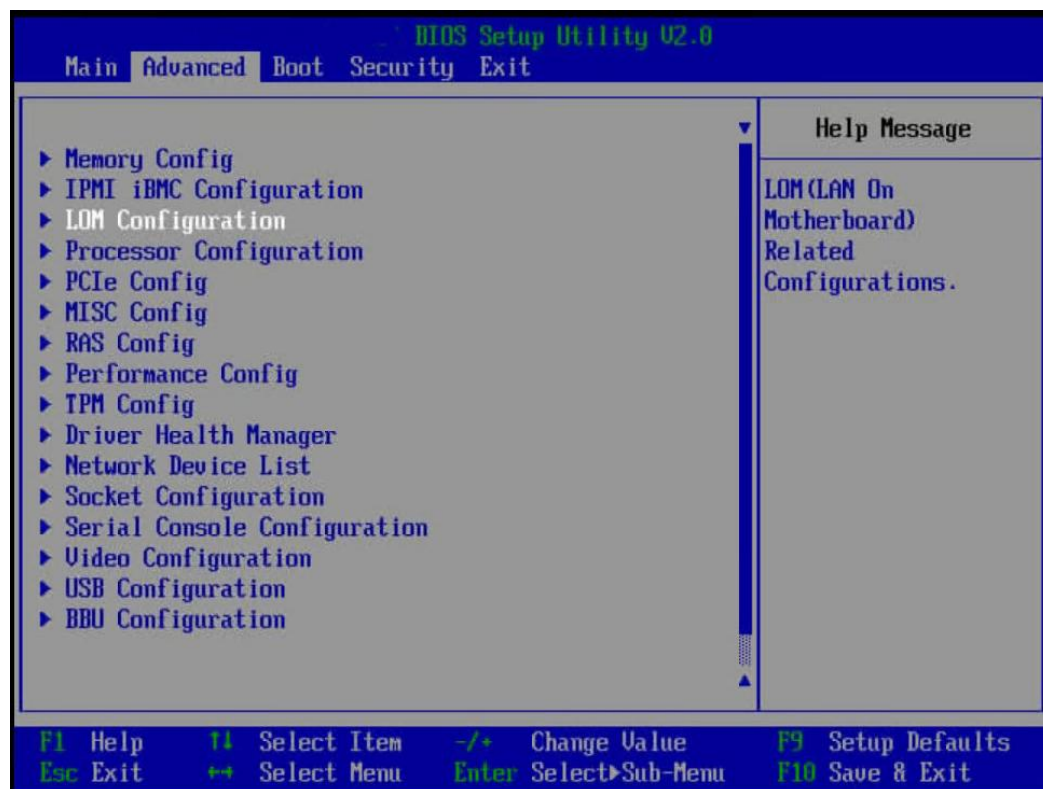 BIOS Setup Utility V2.0
Main Advanced Boot Security Exit
Help Message
▶ Memory Config
▶ IPMI iBMC Configuration
▶ LOM Configuration
▶ Processor Configuration
▶ PCIe Config
▶ MISC Config
▶ RAS Config
▶ Performance Config
▶ TPM Config
▶ Driver Health Manager
▶ Network Device List
▶ Socket Configuration
▶ Serial Console Configuration
▶ Video Configuration
▶ USB Configuration
▶ BBU Configuration
LOM(LAN On
Motherboard)
Related
Configurations.
F1 Help ↑↓ Select Item -/+ Change Value F9 Setup Defaults
Esc Exit ←→ Select Menu Enter Select▶Sub-Menu F10 Save & Exit